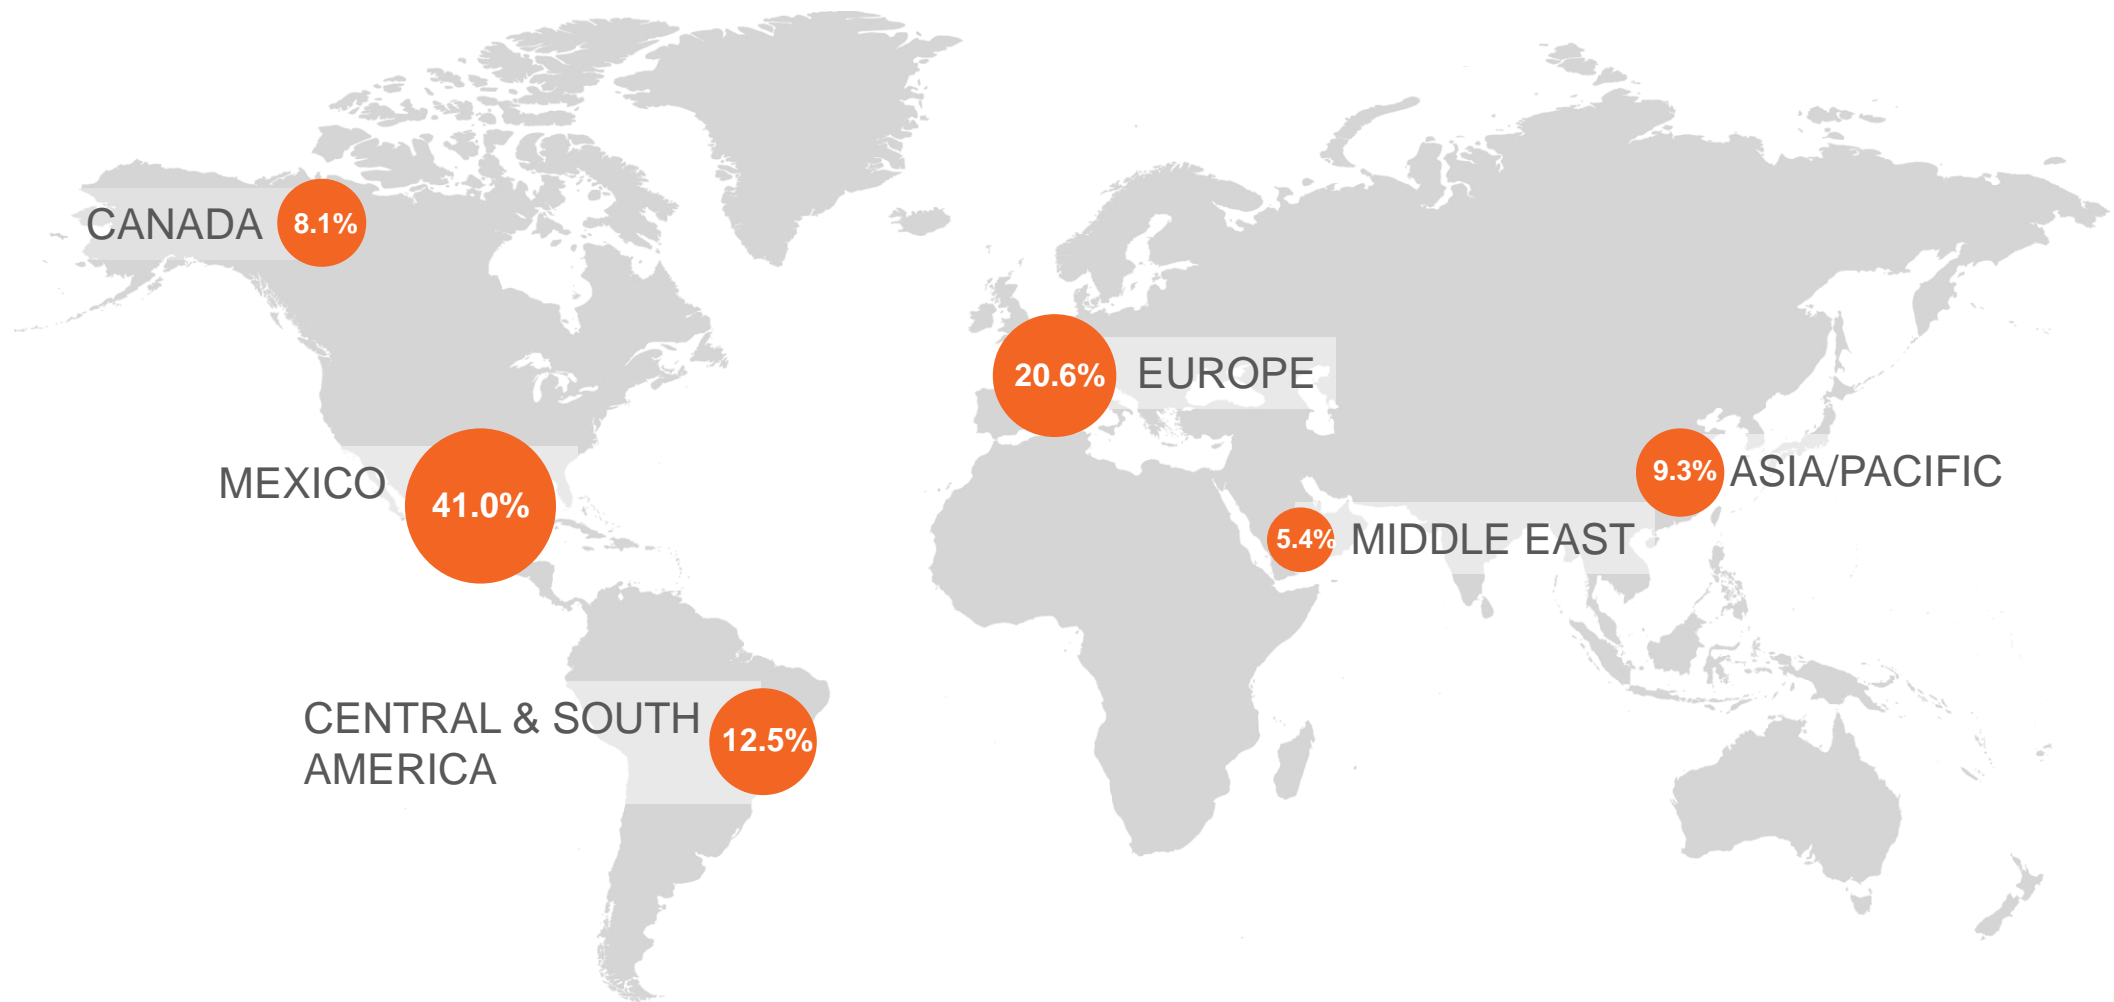 CANADA 8.1%
20.6% EUROPE
MEXICO 41.0%
9.3% ASIA/PACIFIC
5.4% MIDDLE EAST
CENTRAL & SOUTH
AMERICA
12.5%